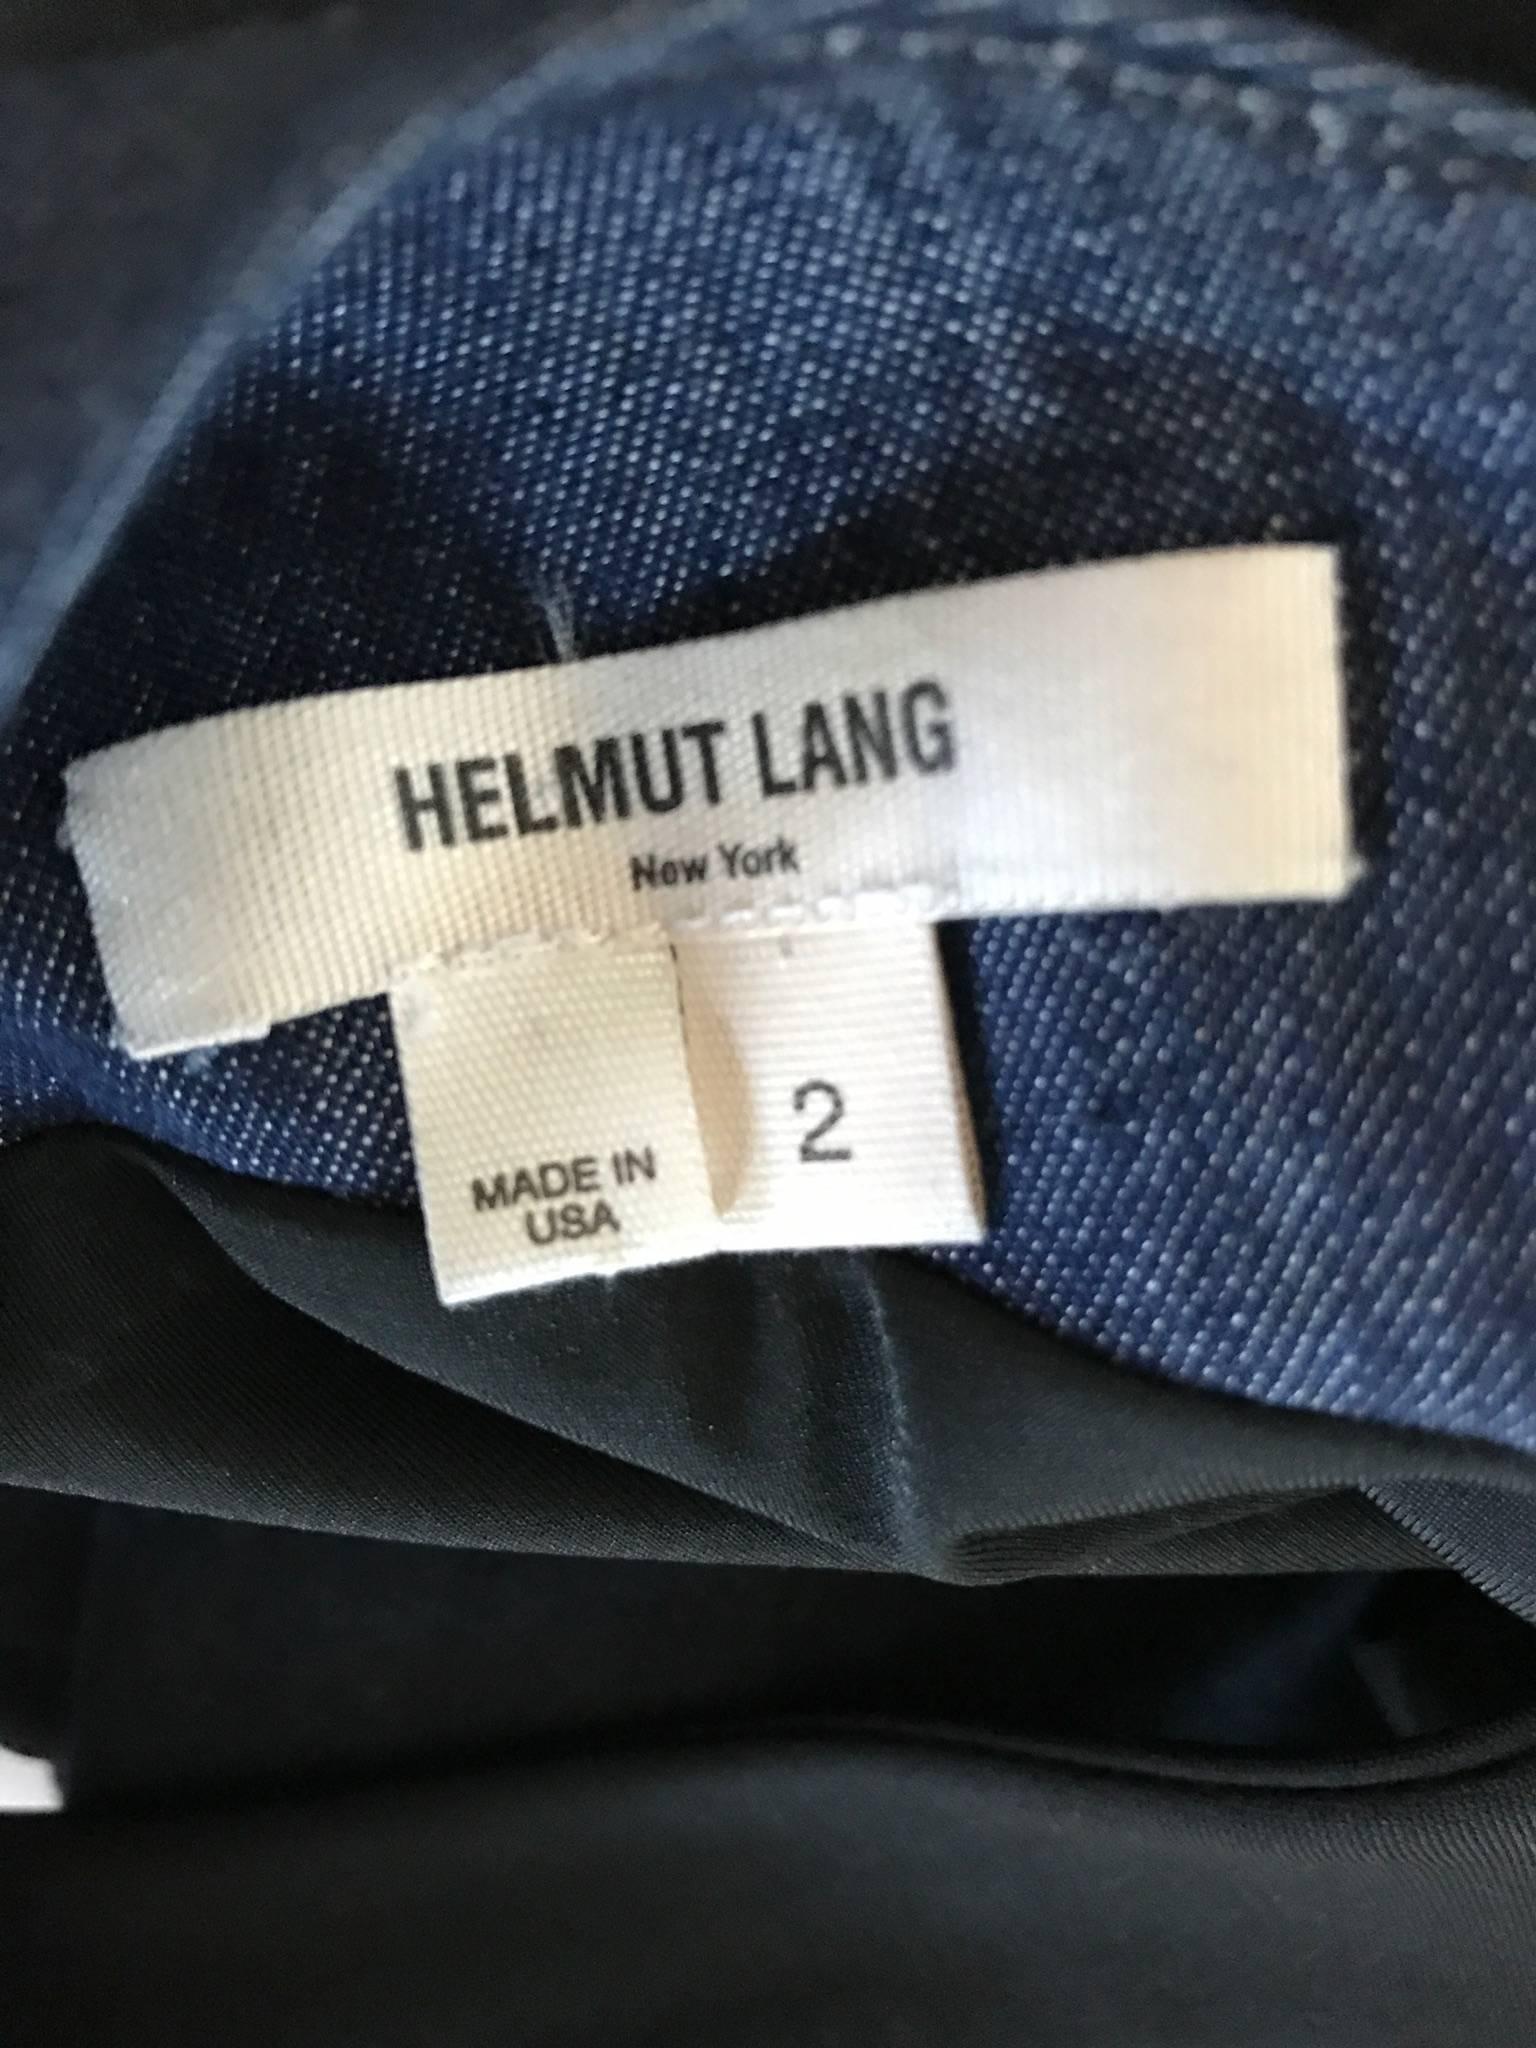 HELMUT LANG
New York
MADE IN
USA
2